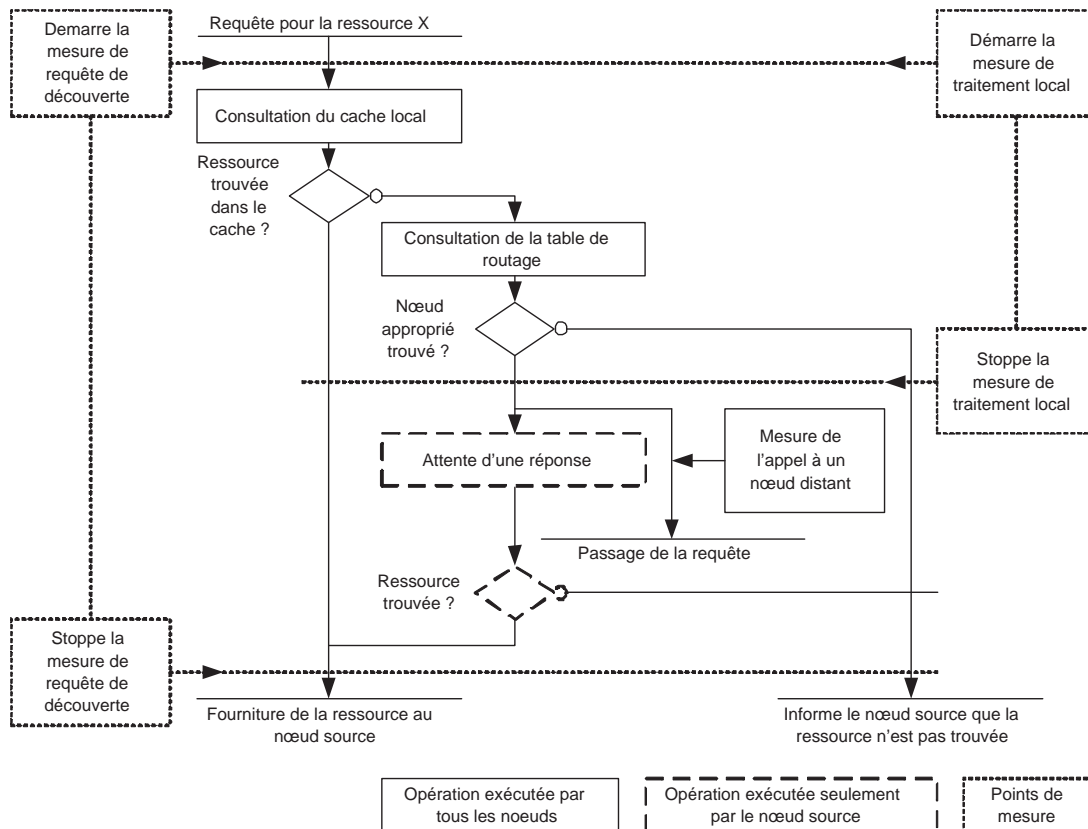 Demarre la
mesure de
requête de
découverte
Requête pour la ressource X
Démarre la
mesure de
traitement local
Consultation du cache local
Ressource
trouvée
dans le
cache ?
Consultation de la table de
routage
Nœud
approprié
trouvé ?
Stoppe la
mesure de
traitement local
Attente d'une réponse
Mesure de
l'appel à un
nœud distant
Passage de la requête
Ressource
trouvée ?
Stoppe la
mesure de
requête de
découverte
Fourniture de la ressource au
nœud source
Informe le nœud source que la
ressource n'est pas trouvée
Opération exécutée par
tous les noeuds
Opération exécutée seulement
par le nœud source
Points de
mesure